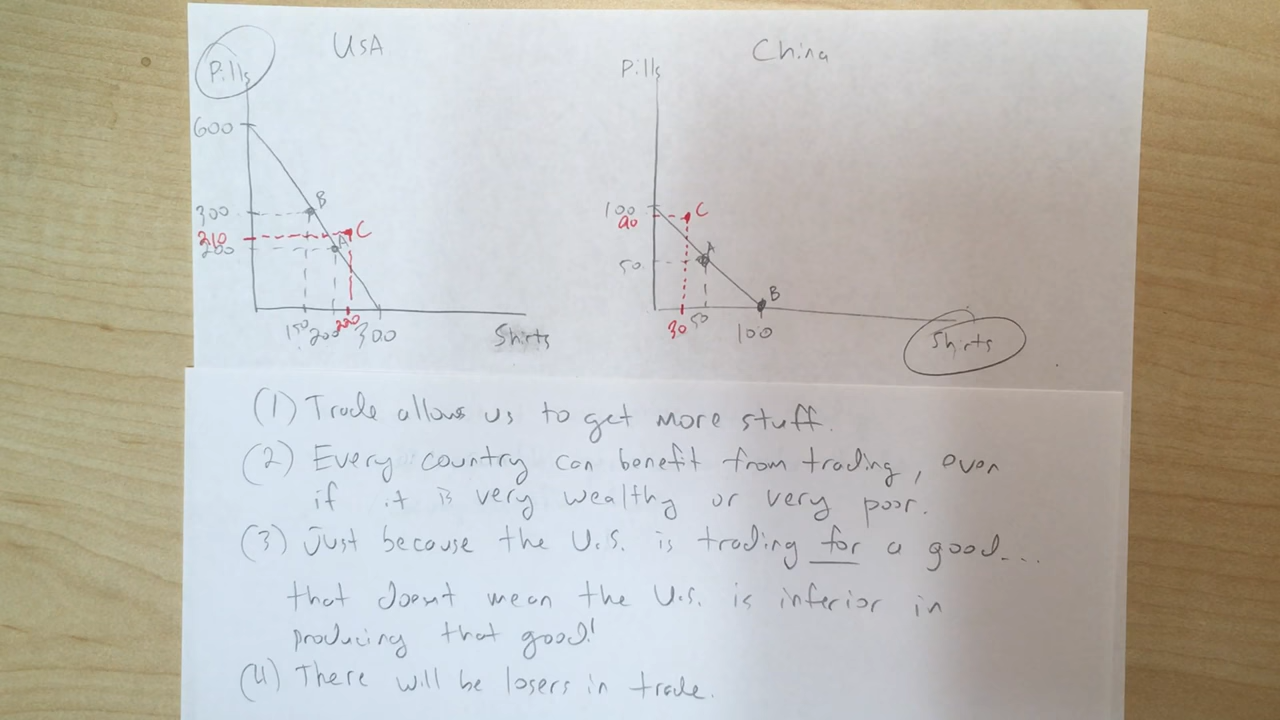 USA
China
Pills
Pills
600
300
210
200
B
C
A
150
200
220
300
Shirts
100
90
50
C
A
B
30
50
100
Shirts
(1) Trade allows us to get more stuff.
(2) Every country can benefit from trading, even
if it is very wealthy or very poor.
(3) Just because the U.S. is trading for a good...
that doesnt mean the U.S. is inferior in
producing that good!
(4) There will be losers in trade.